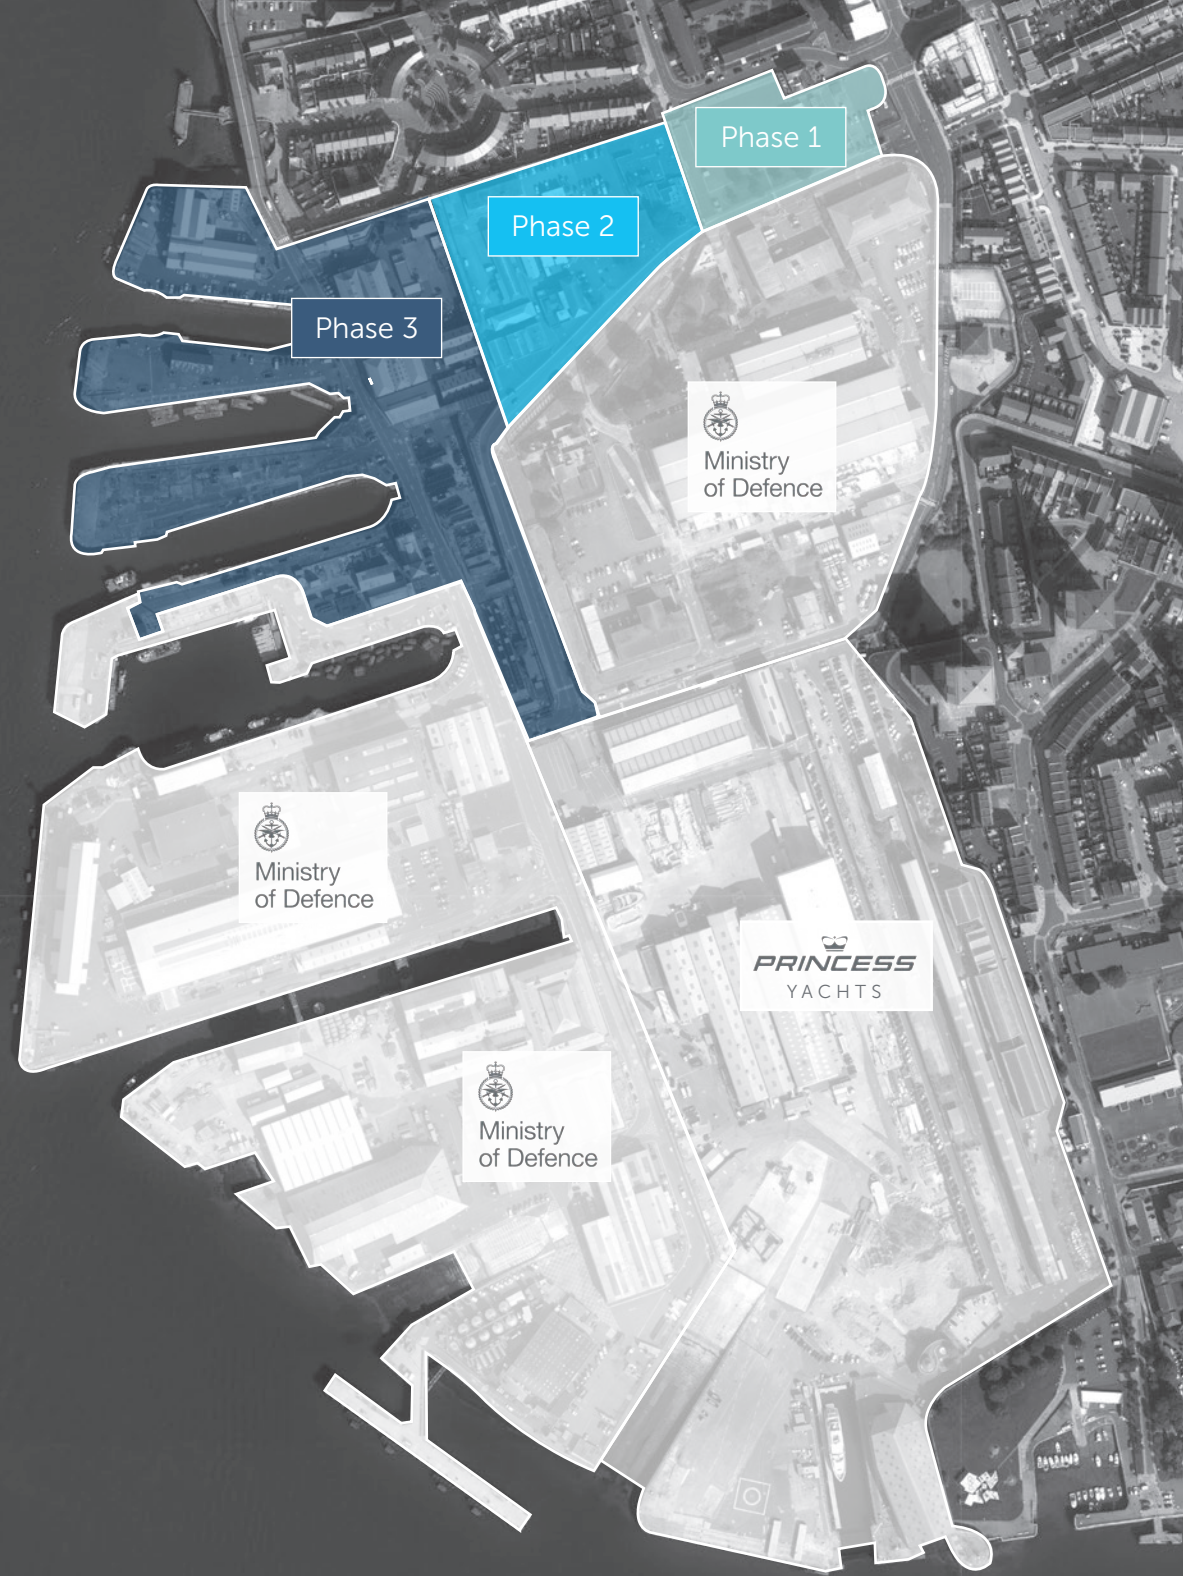 Phase 1
Phase 2
Phase 3
Ministry
of Defence
Ministry
of Defence
PRINCESS
YACHTS
Ministry
of Defence